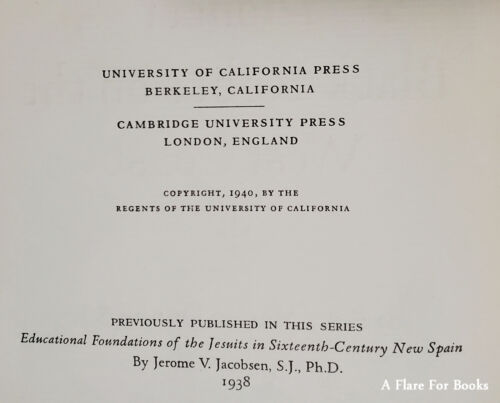 UNIVERSITY OF CALIFORNIA PRESS
BERKELEY, CALIFORNIA
CAMBRIDGE UNIVERSITY PRESS
LONDON, ENGLAND
COPYRIGHT, 1940, BY THE
REGENTS OF THE UNIVERSITY OF CALIFORNIA
PREVIOUSLY PUBLISHED IN THIS SERIES
Educational Foundations of the Jesuits in Sixteenth-Century New Spain
By Jerome V. Jacobsen, S.J., Ph.D.
1938
A Flare For Books